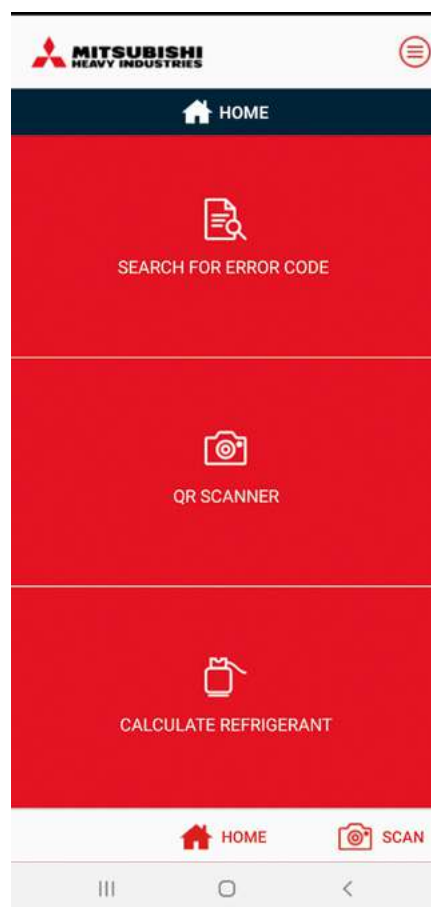 MITSUBISHI
HEAVY INDUSTRIES
HOME
SEARCH FOR ERROR CODE
QR SCANNER
CALCULATE REFRIGERANT
HOME
SCAN